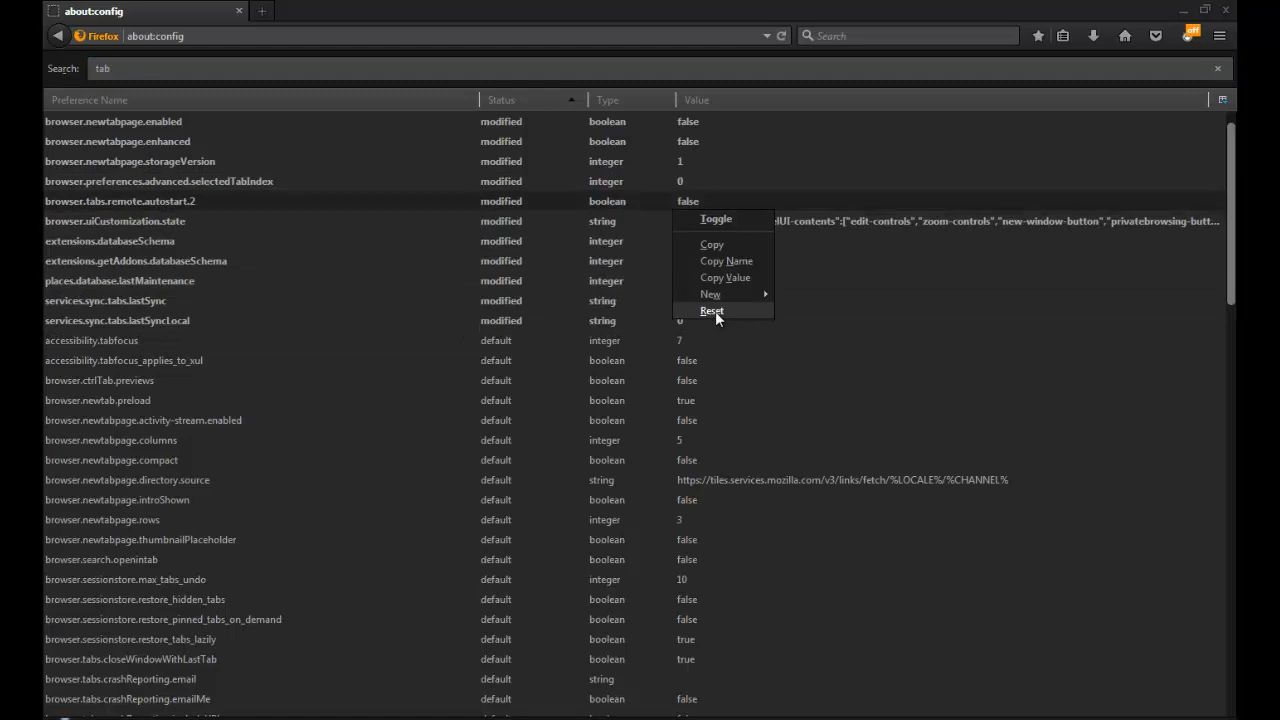 about:config
Firefox about:config Search off
Search: tab
Preference Name Status Type Value
browser.newtabpage.enabled modified boolean false
browser.newtabpage.enhanced modified boolean false
browser.newtabpage.storageVersion modified integer 1
browser.preferences.advanced.selectedTabIndex modified integer 0
browser.tabs.remote.autostart.2 modified boolean false
browser.uiCustomization.state modified string elUI-contents":["edit-controls","zoom-controls","new-window-button","privatebrowsing-butt...
extensions.databaseSchema modified integer
extensions.getAddons.databaseSchema modified integer
places.database.lastMaintenance modified integer
services.sync.tabs.lastSync modified string
services.sync.tabs.lastSyncLocal modified string 0
Toggle
Copy
Copy Name
Copy Value
New
Reset
accessibility.tabfocus default integer 7
accessibility.tabfocus_applies_to_xul default boolean false
browser.ctrlTab.previews default boolean false
browser.newtab.preload default boolean true
browser.newtabpage.activity-stream.enabled default boolean false
browser.newtabpage.columns default integer 5
browser.newtabpage.compact default boolean false
browser.newtabpage.directory.source default string https://tiles.services.mozilla.com/v3/links/fetch/%LOCALE%/%CHANNEL%
browser.newtabpage.introShown default boolean false
browser.newtabpage.rows default integer 3
browser.newtabpage.thumbnailPlaceholder default boolean false
browser.search.openintab default boolean false
browser.sessionstore.max_tabs_undo default integer 10
browser.sessionstore.restore_hidden_tabs default boolean false
browser.sessionstore.restore_pinned_tabs_on_demand default boolean false
browser.sessionstore.restore_tabs_lazily default boolean true
browser.tabs.closeWindowWithLastTab default boolean true
browser.tabs.crashReporting.email default string
browser.tabs.crashReporting.emailMe default boolean false